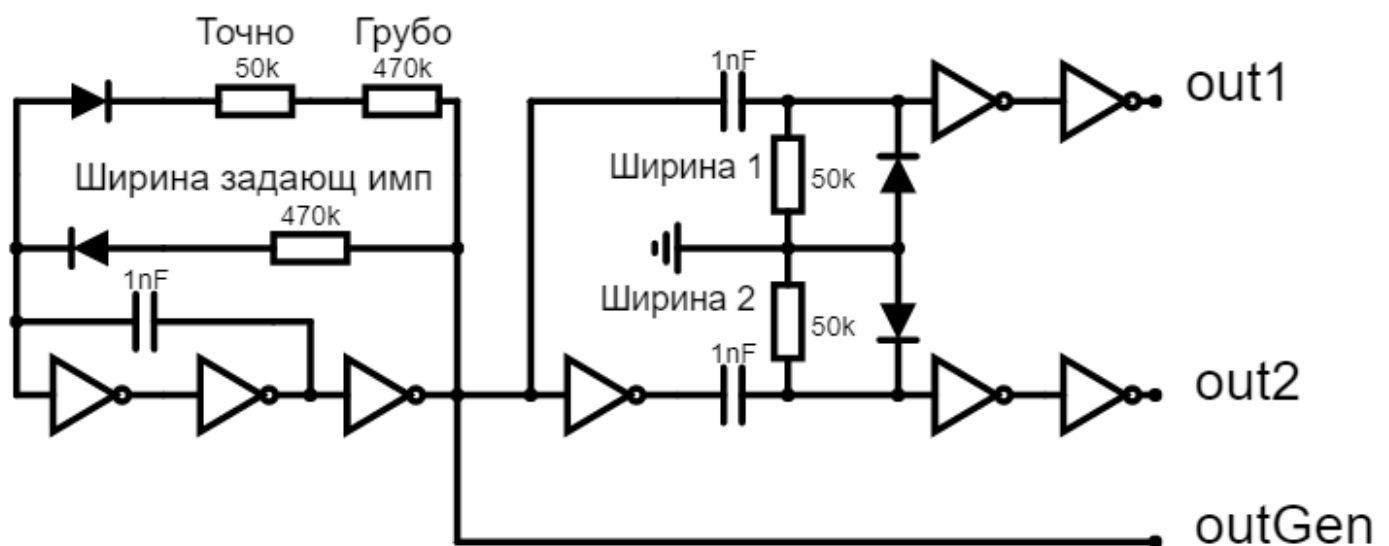 Точно
Грубо
50k
470k
1nF
out1
Ширина задающ имп
470k
Ширина 1
50k
1nF
Ширина 2
50k
1nF
out2
outGen